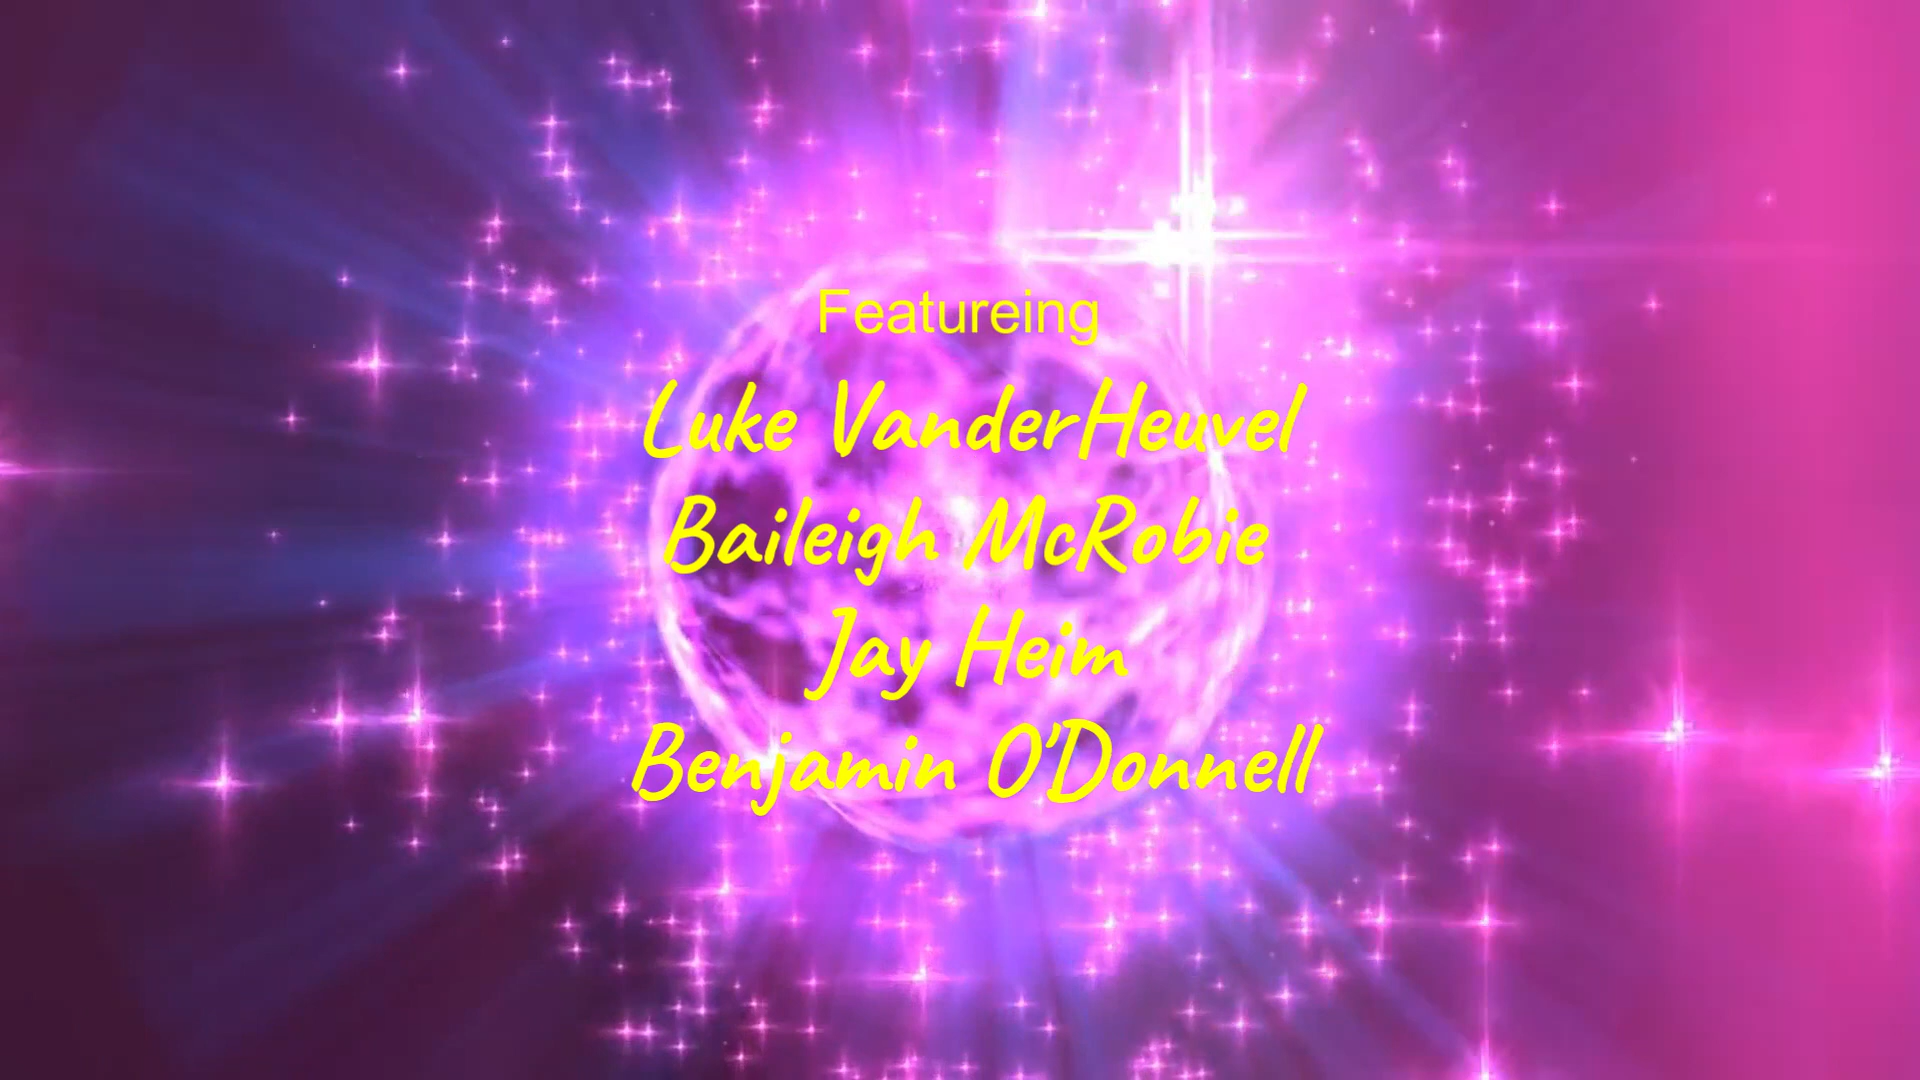 Featureing
Luke VanderHeuvel
Baileigh McRobie
Jay Heim
Benjamin O'Donnell